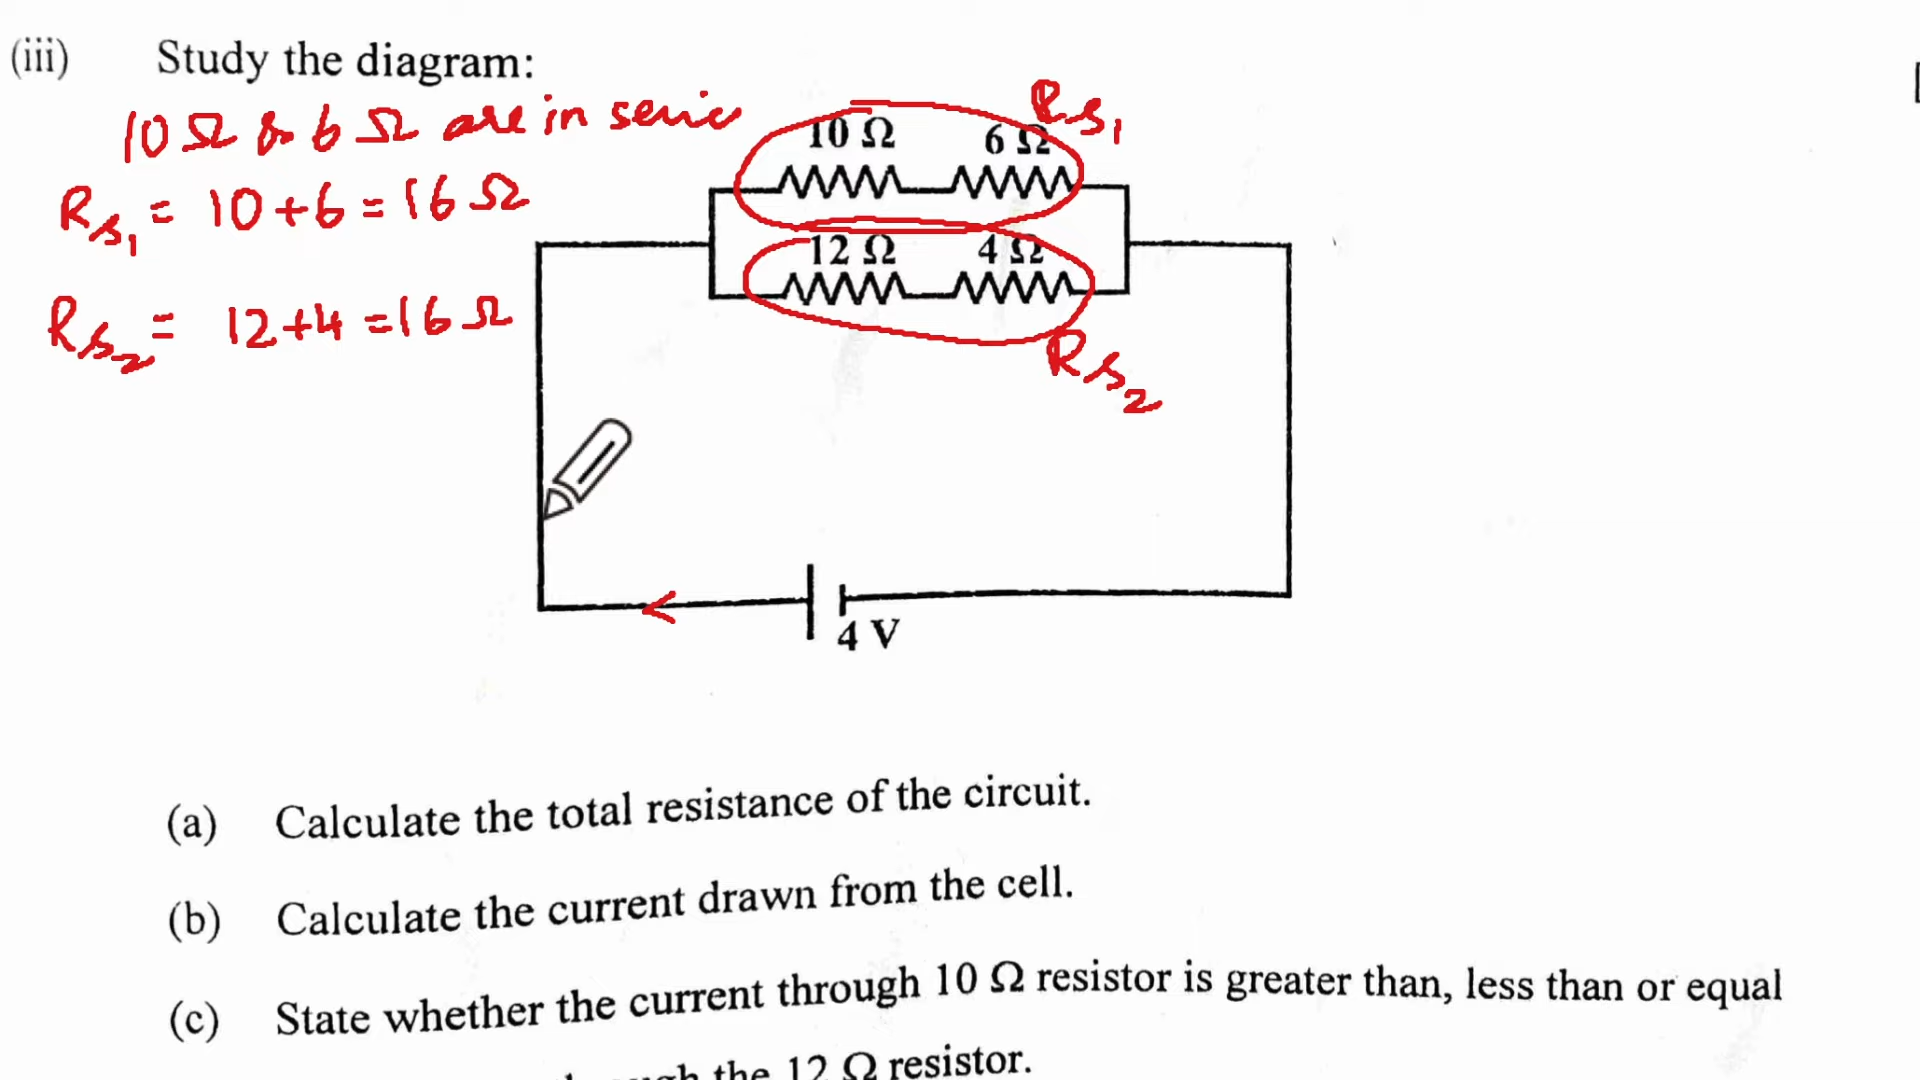 (iii) Study the diagram:
10 Ω & 6 Ω are in series
Rs₁ = 10+6 = 16 Ω
Rs₂ = 12+4 = 16 Ω
10 Ω 6 Ω Rs₁
12 Ω 4 Ω
Rs₂
4 V
(a) Calculate the total resistance of the circuit.
(b) Calculate the current drawn from the cell.
(c) State whether the current through 10 Ω resistor is greater than, less than or equal
the 12 Ω resistor.